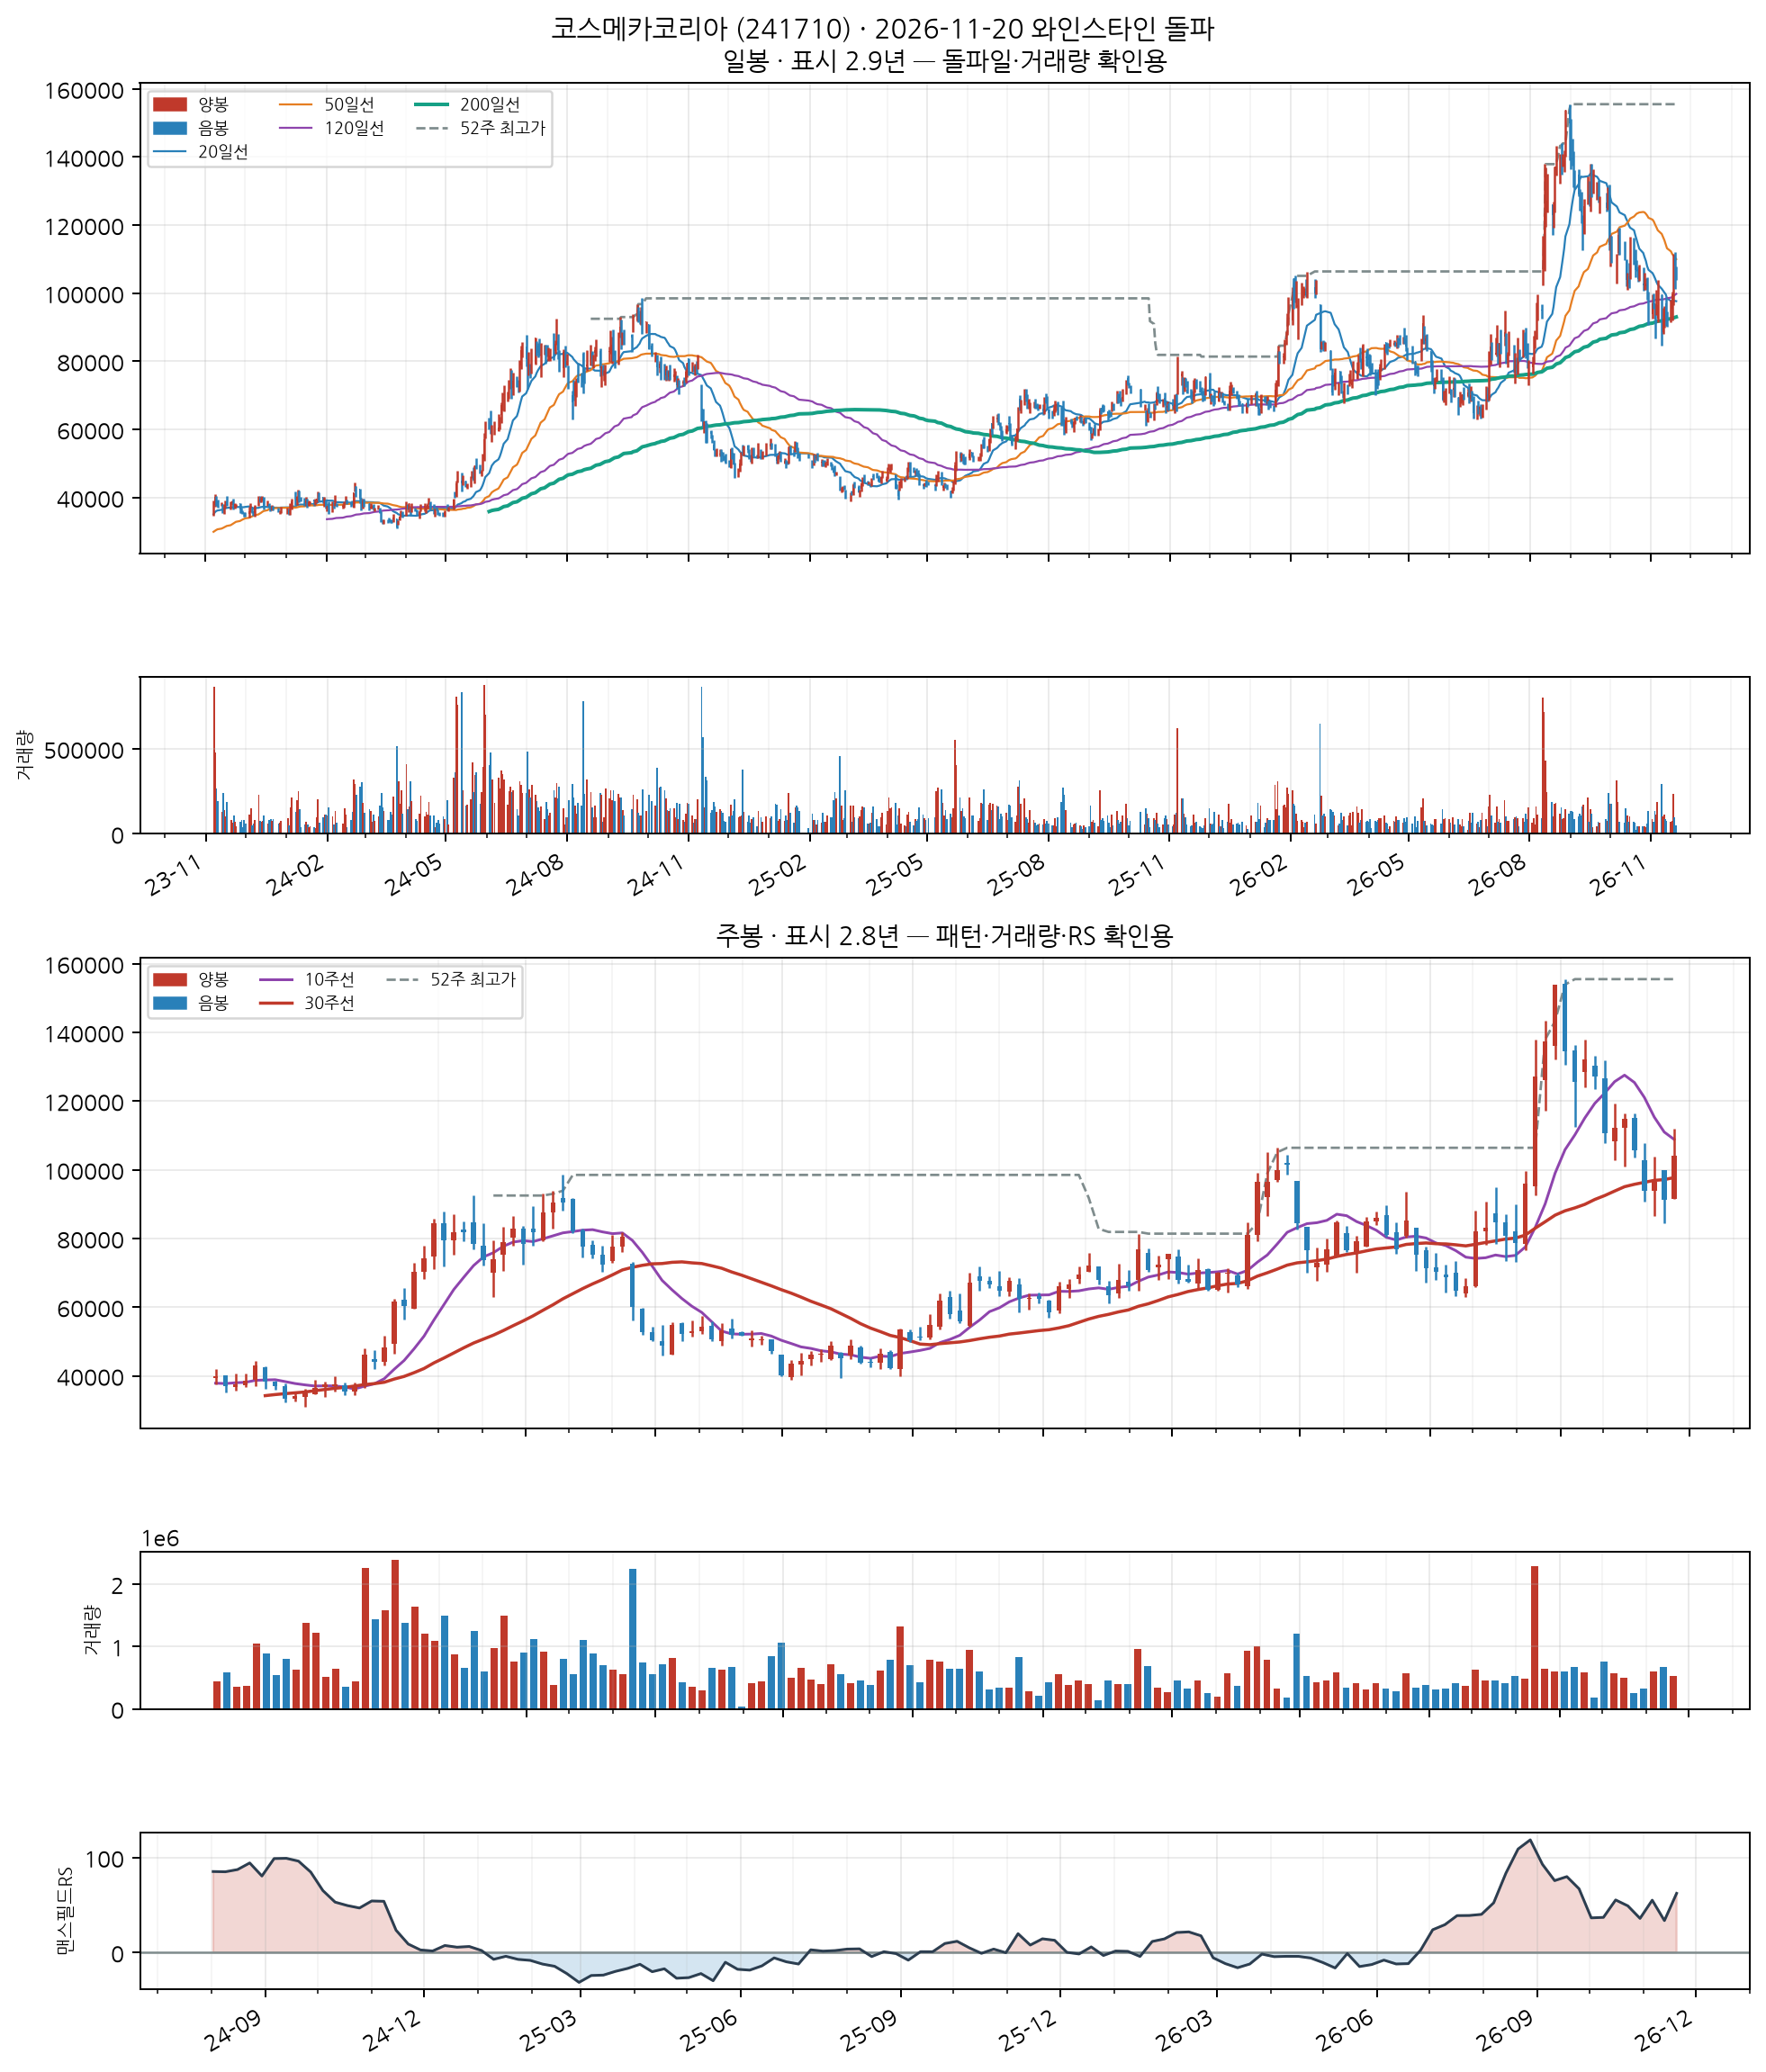 코스메카코리아 (241710) · 2026-11-20 와인스타인 돌파
일봉 · 표시 2.9년 — 돌파일·거래량 확인용
양봉
음봉
20일선
50일선
120일선
200일선
52주 최고가
160000
140000
120000
100000
80000
60000
40000
거래량
500000
0
23-11
24-02
24-05
24-08
24-11
25-02
25-05
25-08
25-11
26-02
26-05
26-08
26-11
주봉 · 표시 2.8년 — 패턴·거래량·RS 확인용
양봉
음봉
10주선
30주선
52주 최고가
160000
140000
120000
100000
80000
60000
40000
1e6
거래량
2
1
0
맨스필드RS
100
0
24-09
24-12
25-03
25-06
25-09
25-12
26-03
26-06
26-09
26-12